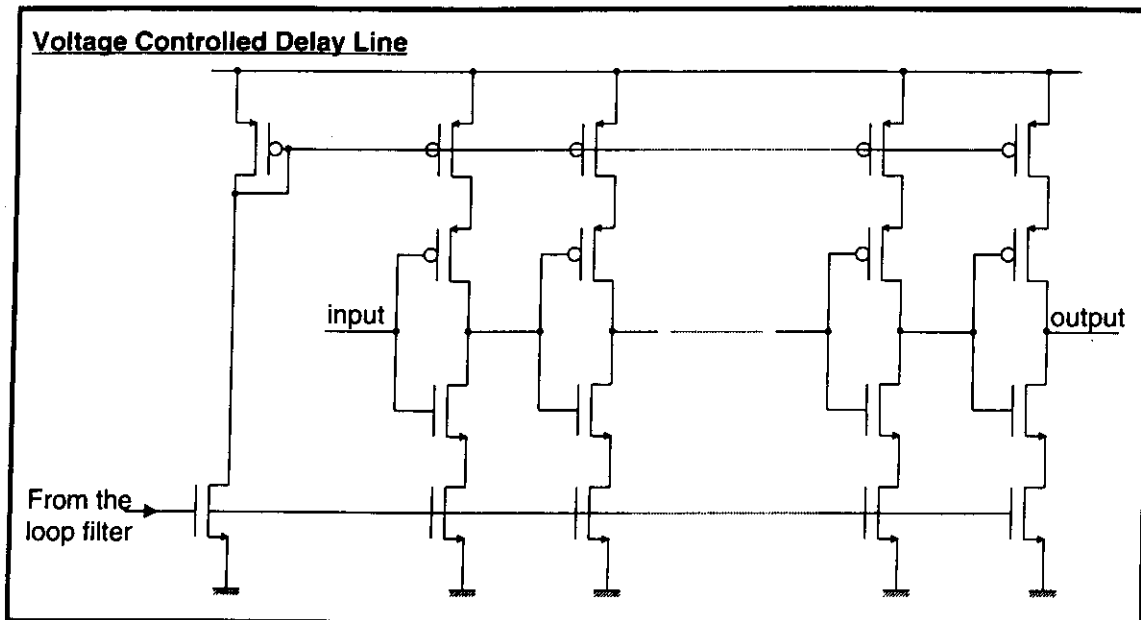 Voltage Controlled Delay Line
input
output
From the
loop filter